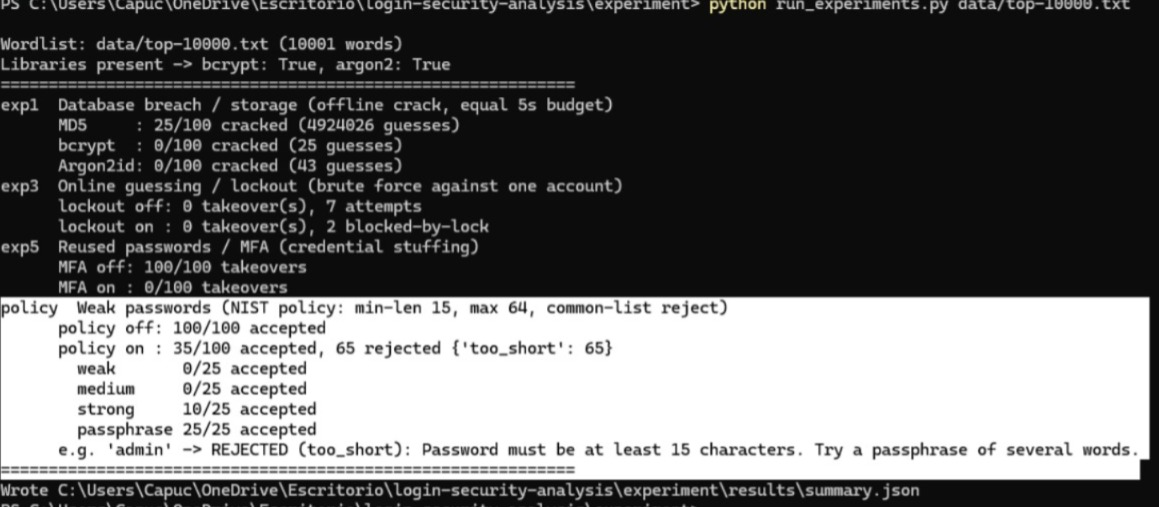 PS C:\Users\Capuc\OneDrive\Escritorio\login-security-analysis\experiment> python run_experiments.py data/top-10000.txt
Wordlist: data/top-10000.txt (10001 words)
Libraries present -> bcrypt: True, argon2: True
============================================================
exp1  Database breach / storage (offline crack, equal 5s budget)
      MD5     : 25/100 cracked (4924026 guesses)
      bcrypt  : 0/100 cracked (25 guesses)
      Argon2id: 0/100 cracked (43 guesses)
exp3  Online guessing / lockout (brute force against one account)
      lockout off: 0 takeover(s), 7 attempts
      lockout on : 0 takeover(s), 2 blocked-by-lock
exp5  Reused passwords / MFA (credential stuffing)
      MFA off: 100/100 takeovers
      MFA on : 0/100 takeovers
policy  Weak passwords (NIST policy: min-len 15, max 64, common-list reject)
      policy off: 100/100 accepted
      policy on : 35/100 accepted, 65 rejected {'too_short': 65}
        weak       0/25 accepted
        medium     0/25 accepted
        strong     10/25 accepted
        passphrase 25/25 accepted
      e.g. 'admin' -> REJECTED (too_short): Password must be at least 15 characters. Try a passphrase of several words.
============================================================
Wrote C:\Users\Capuc\OneDrive\Escritorio\login-security-analysis\experiment\results\summary.json